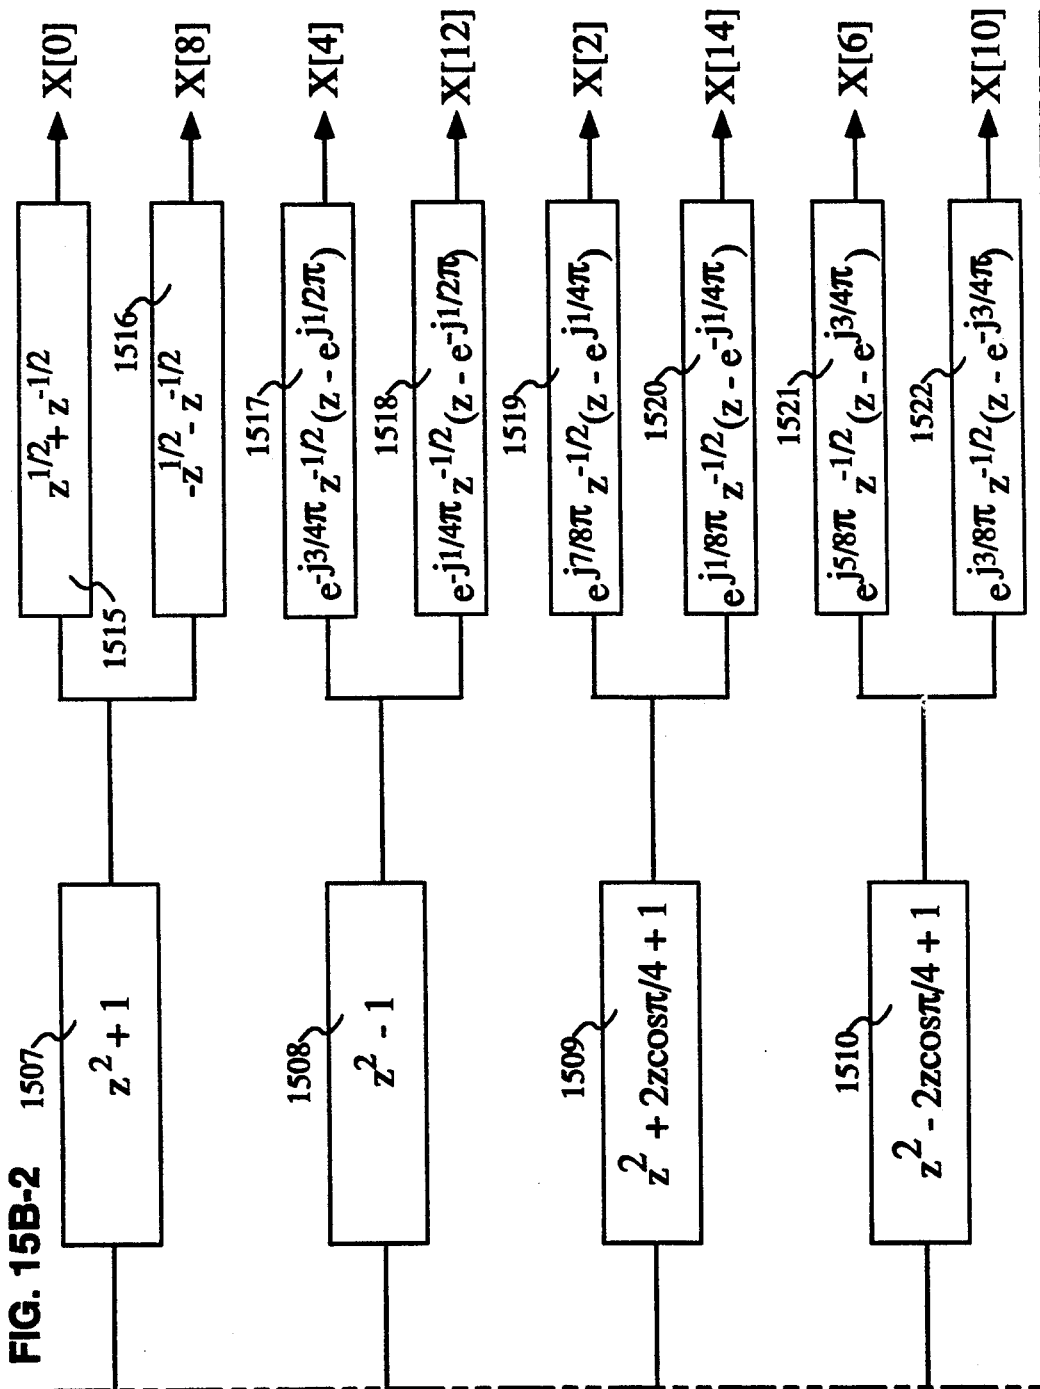 FIG. 15B-2
1507
z^2 + 1
1515
z^1/2 + z^-1/2
X[0]
1516
-z^1/2 - z^-1/2
X[8]
1508
z^2 - 1
1517
e^-j3/4π z^-1/2 (z - e^j1/2π)
X[4]
1518
e^-j1/4π z^-1/2 (z - e^-j1/2π)
X[12]
1509
z^2 + 2zcosπ/4 + 1
1519
e^j7/8π z^-1/2 (z - e^j1/4π)
X[2]
1520
e^j1/8π z^-1/2 (z - e^-j1/4π)
X[14]
1510
z^2 - 2zcosπ/4 + 1
1521
e^j5/8π z^-1/2 (z - e^j3/4π)
X[6]
1522
e^j3/8π z^-1/2 (z - e^-j3/4π)
X[10]